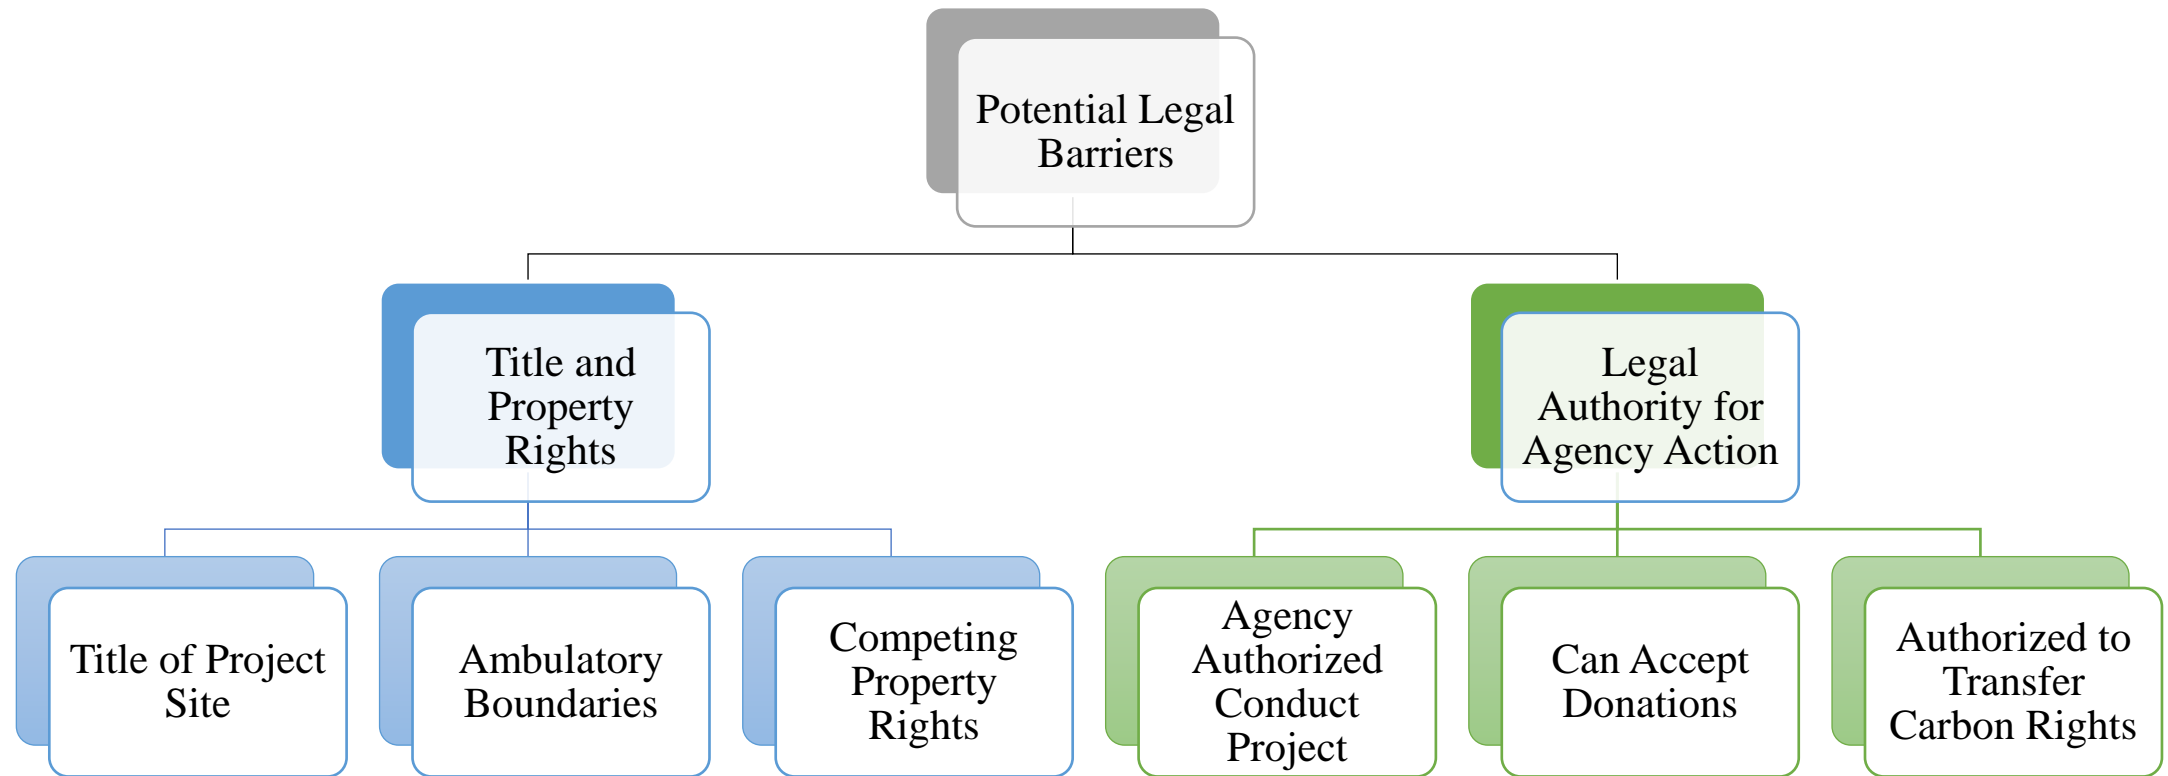 Potential Legal
Barriers
Title and
Property
Rights
Legal
Authority for
Agency Action
Title of Project
Site
Ambulatory
Boundaries
Competing
Property
Rights
Agency
Authorized
Conduct
Project
Can Accept
Donations
Authorized to
Transfer
Carbon Rights